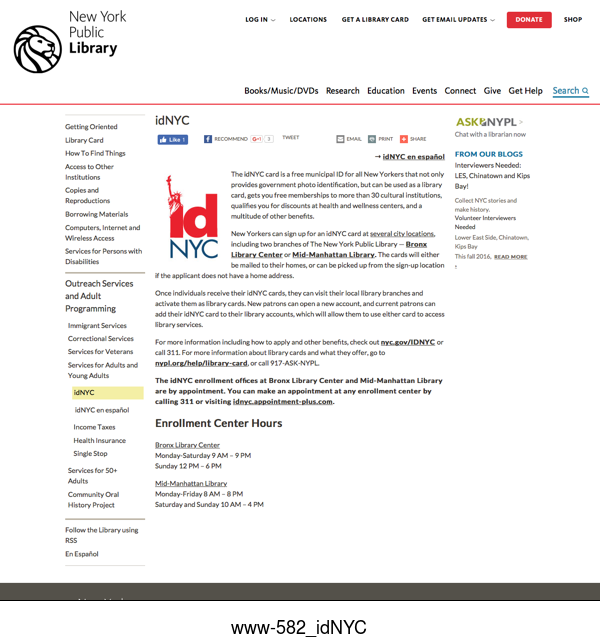 New York
Public
Library
LOG IN
LOCATIONS
GET A LIBRARY CARD
GET EMAIL UPDATES
DONATE
SHOP
Books/Music/DVDs Research Education Events Connect Give Get Help Search
Getting Oriented
Library Card
How To Find Things
Access to Other
Institutions
Copies and
Reproductions
Borrowing Materials
Computers, Internet and
Wireless Access
Services for Persons with
Disabilities
Outreach Services
and Adult
Programming
Immigrant Services
Correctional Services
Services for Veterans
Services for Adults and
Young Adults
idNYC
idNYC en español
Income Taxes
Health Insurance
Single Stop
Services for 50+
Adults
Community Oral
History Project
Follow the Library using
RSS
En Español
idNYC
Like 1
RECOMMEND
G+1 3
TWEET
EMAIL
PRINT
SHARE
→ idNYC en español
id
NYC
The idNYC card is a free municipal ID for all New Yorkers that not only
provides government photo identification, but can be used as a library
card, gets you free memberships to more than 30 cultural institutions,
qualifies you for discounts at health and wellness centers, and a
multitude of other benefits.
New Yorkers can sign up for an idNYC card at several city locations,
including two branches of The New York Public Library — Bronx
Library Center or Mid-Manhattan Library. The cards will either
be mailed to their homes, or can be picked up from the sign-up location
if the applicant does not have a home address.
Once individuals receive their idNYC cards, they can visit their local library branches and
activate them as library cards. New patrons can open a new account, and current patrons can
add their idNYC card to their library accounts, which will allow them to use either card to access
library services.
For more information including how to apply and other benefits, check out nyc.gov/IDNYC or
call 311. For more information about library cards and what they offer, go to
nypl.org/help/library-card, or call 917-ASK-NYPL.
The idNYC enrollment offices at Bronx Library Center and Mid-Manhattan Library
are by appointment. You can make an appointment at any enrollment center by
calling 311 or visiting idnyc.appointment-plus.com.
Enrollment Center Hours
Bronx Library Center
Monday-Saturday 9 AM – 9 PM
Sunday 12 PM – 6 PM
Mid-Manhattan Library
Monday-Friday 8 AM – 8 PM
Saturday and Sunday 10 AM – 4 PM
ASK NYPL >
Chat with a librarian now
FROM OUR BLOGS
Interviewers Needed:
LES, Chinatown and Kips
Bay!
Collect NYC stories and
make history.
Volunteer Interviewers
Needed
Lower East Side, Chinatown,
Kips Bay
This Fall 2016, READ MORE
www-582_idNYC